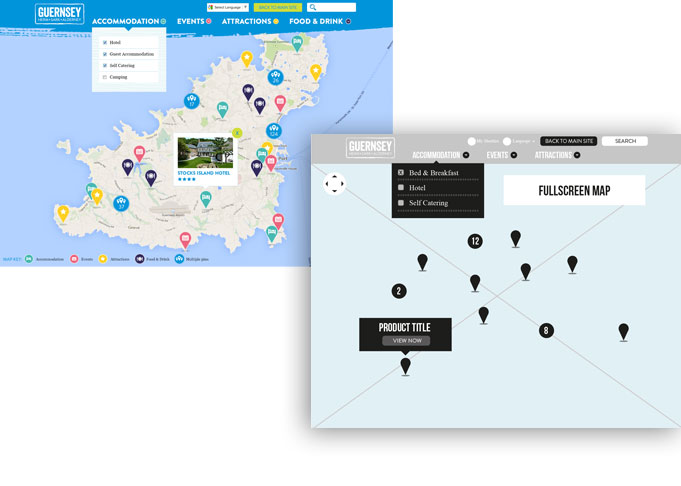 GUERNSEY
HERM • SARK • ALDERNEY
Select Language
BACK TO MAIN SITE
ACCOMMODATION
EVENTS
ATTRACTIONS
FOOD & DRINK
Hotel
Guest Accommodation
Self Catering
Camping
26
17
124
STOCKS ISLAND HOTEL
37
MAP KEY:
Accommodation
Events
Attractions
Food & Drink
Multiple pins
GUERNSEY
HERM • SARK • ALDERNEY
Language
BACK TO MAIN SITE
SEARCH
ACCOMMODATION
EVENTS
ATTRACTIONS
Bed & Breakfast
Hotel
Self Catering
FULLSCREEN MAP
12
2
8
PRODUCT TITLE
VIEW NOW